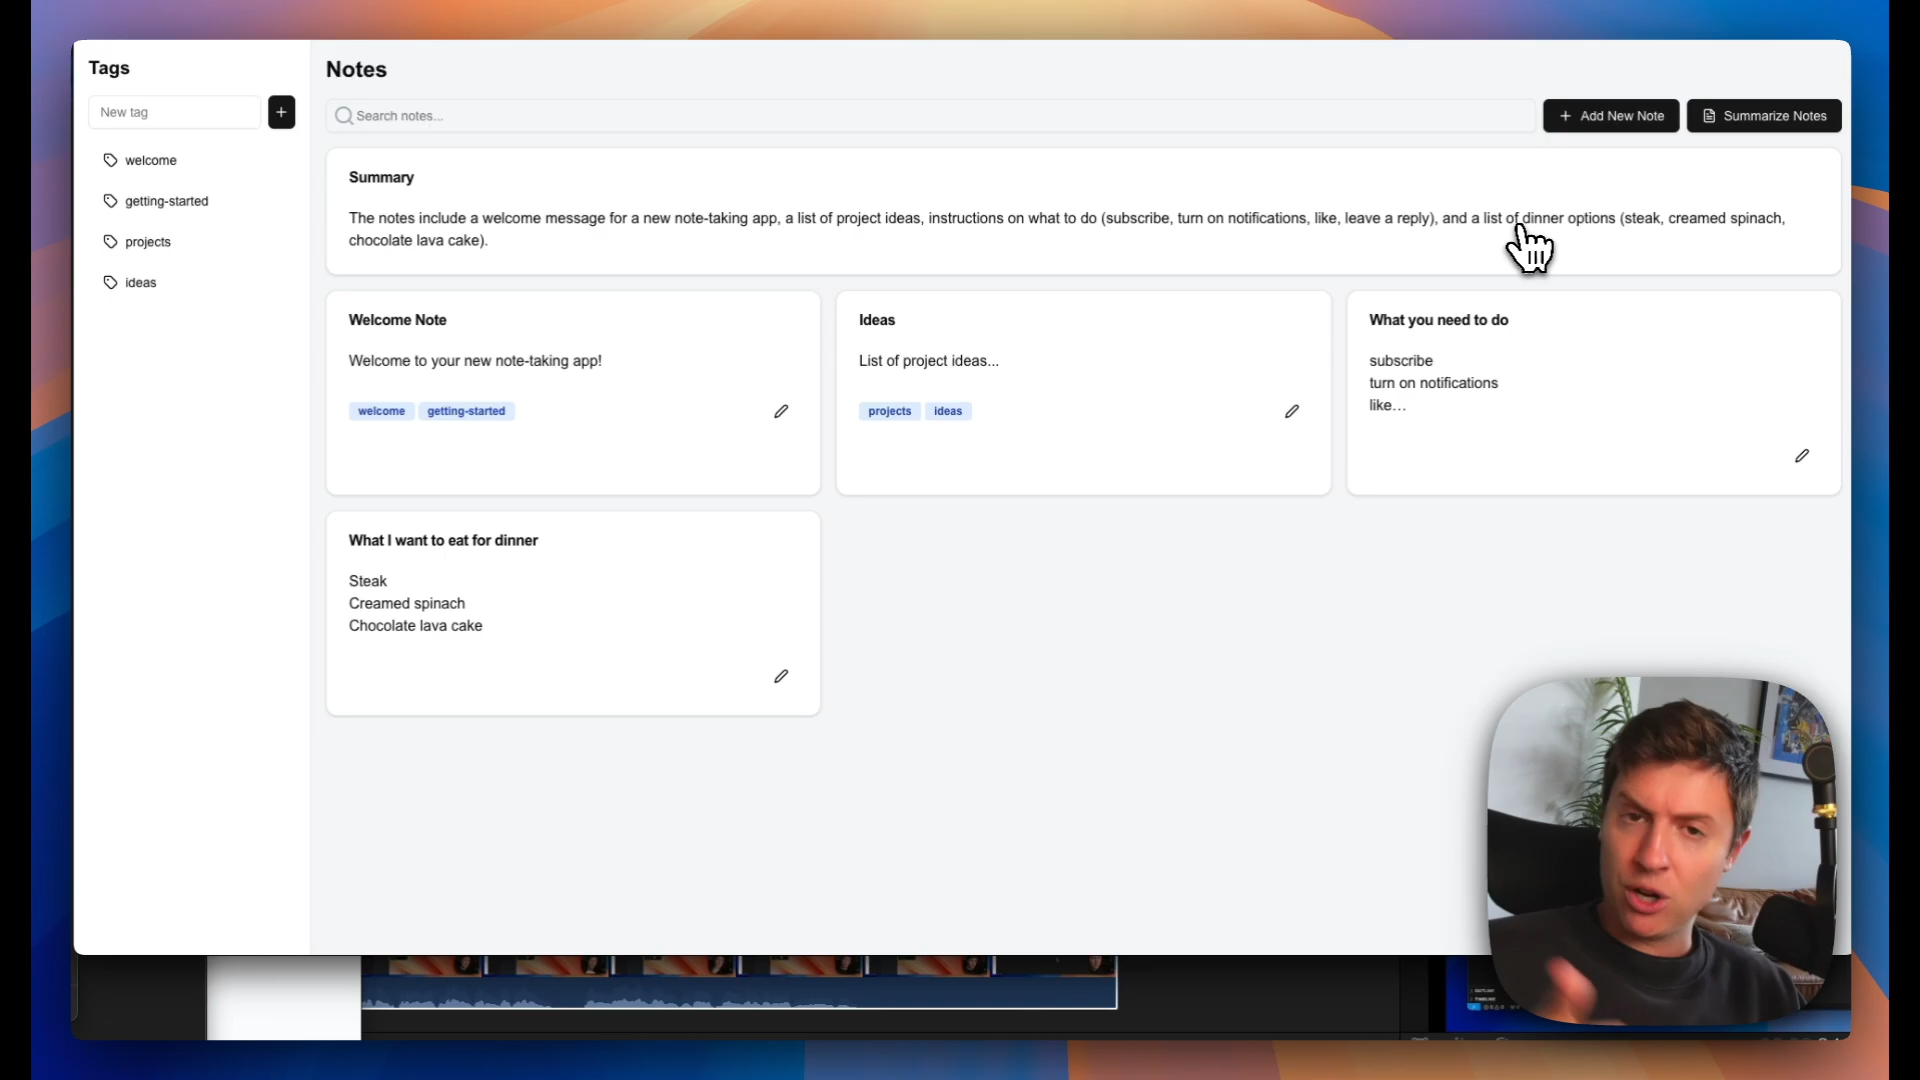 Tags
New tag
welcome
getting-started
projects
ideas
Notes
Search notes...
Add New Note
Summarize Notes
Summary
The notes include a welcome message for a new note-taking app, a list of project ideas, instructions on what to do (subscribe, turn on notifications, like, leave a reply), and a list of dinner options (steak, creamed spinach,
chocolate lava cake).
Welcome Note
Welcome to your new note-taking app!
welcome getting-started
Ideas
List of project ideas...
projects ideas
What you need to do
subscribe
turn on notifications
like...
What I want to eat for dinner
Steak
Creamed spinach
Chocolate lava cake